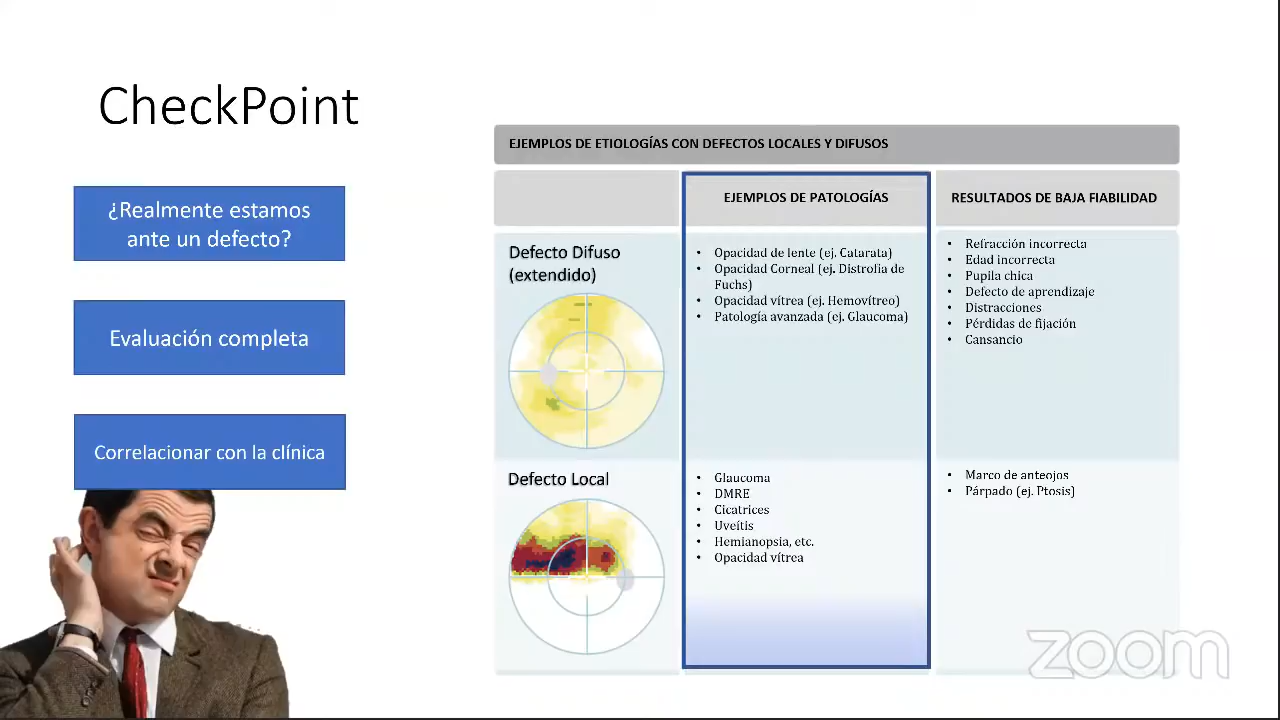 CheckPoint
¿Realmente estamos
ante un defecto?
Evaluación completa
Correlacionar con la clínica
EJEMPLOS DE ETIOLOGÍAS CON DEFECTOS LOCALES Y DIFUSOS
EJEMPLOS DE PATOLOGÍAS
RESULTADOS DE BAJA FIABILIDAD
Defecto Difuso
(extendido)
• Opacidad de lente (ej. Catarata)
• Opacidad Corneal (ej. Distrofia de
Fuchs)
• Opacidad vítrea (ej. Hemovítreo)
• Patología avanzada (ej. Glaucoma)
• Refracción incorrecta
• Edad incorrecta
• Pupila chica
• Defecto de aprendizaje
• Distracciones
• Pérdidas de fijación
• Cansancio
Defecto Local
• Glaucoma
• DMRE
• Cicatrices
• Uveítis
• Hemianopsia, etc.
• Opacidad vítrea
• Marco de anteojos
• Párpado (ej. Ptosis)
zoom